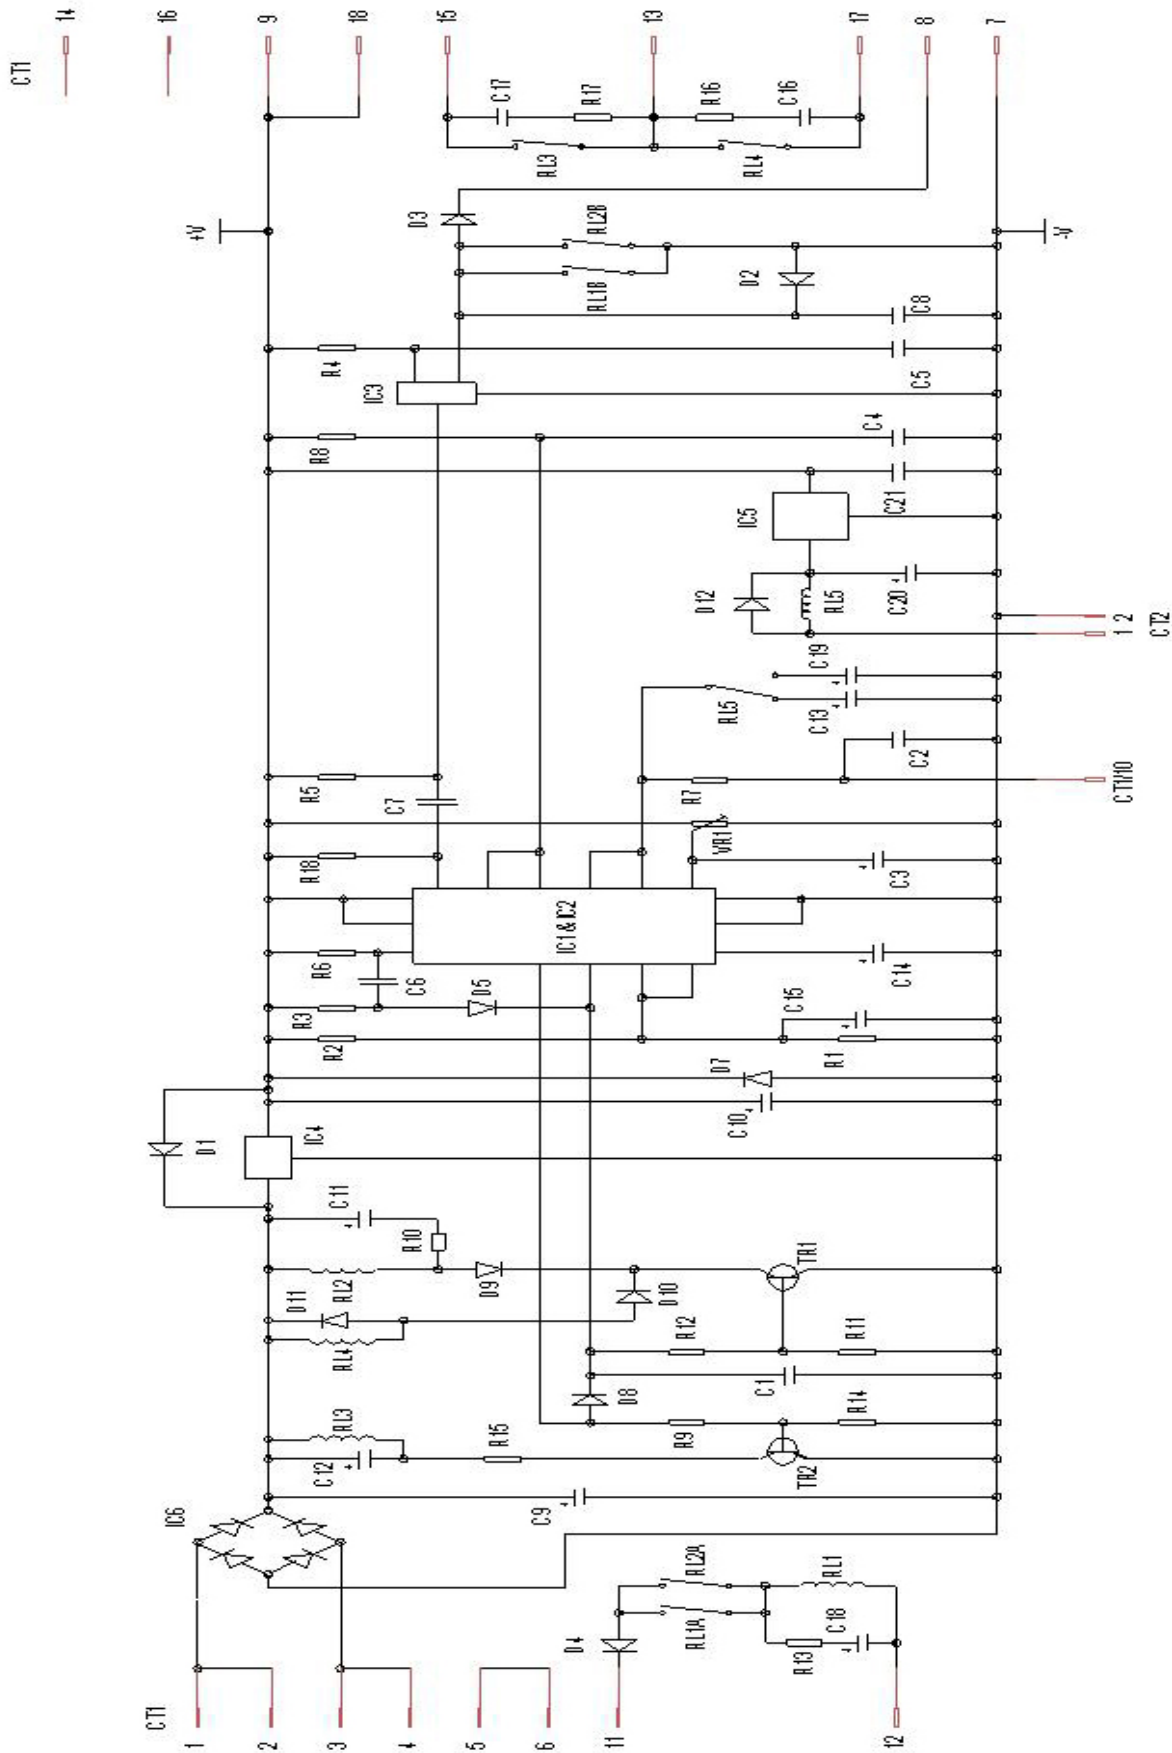 CT1
14
16
9
18
15
13
17
8
7
C17
R17
R16
C16
RL3
RL4
+V
D3
RL2B
RL1B
D2
-V
C8
R4
IC3
C5
R8
C4
IC5
C21
D12
RL5
C20
1 2
CT2
C19
RL5
C13
C2
R5
C7
R7
CT1/10
R18
VR1
C3
IC1 & IC2
R6
C6
D5
C14
R3
R2
C15
R1
D7
C10
D1
IC4
C11
R10
RL2
D9
TR1
D11
D10
RL4
R12
R11
C1
D8
R14
RL3
R9
C12
R15
TR2
C9
IC6
RL2A
RL1
RL1A
C18
D4
R13
CT1
1
2
3
4
5
6
11
12